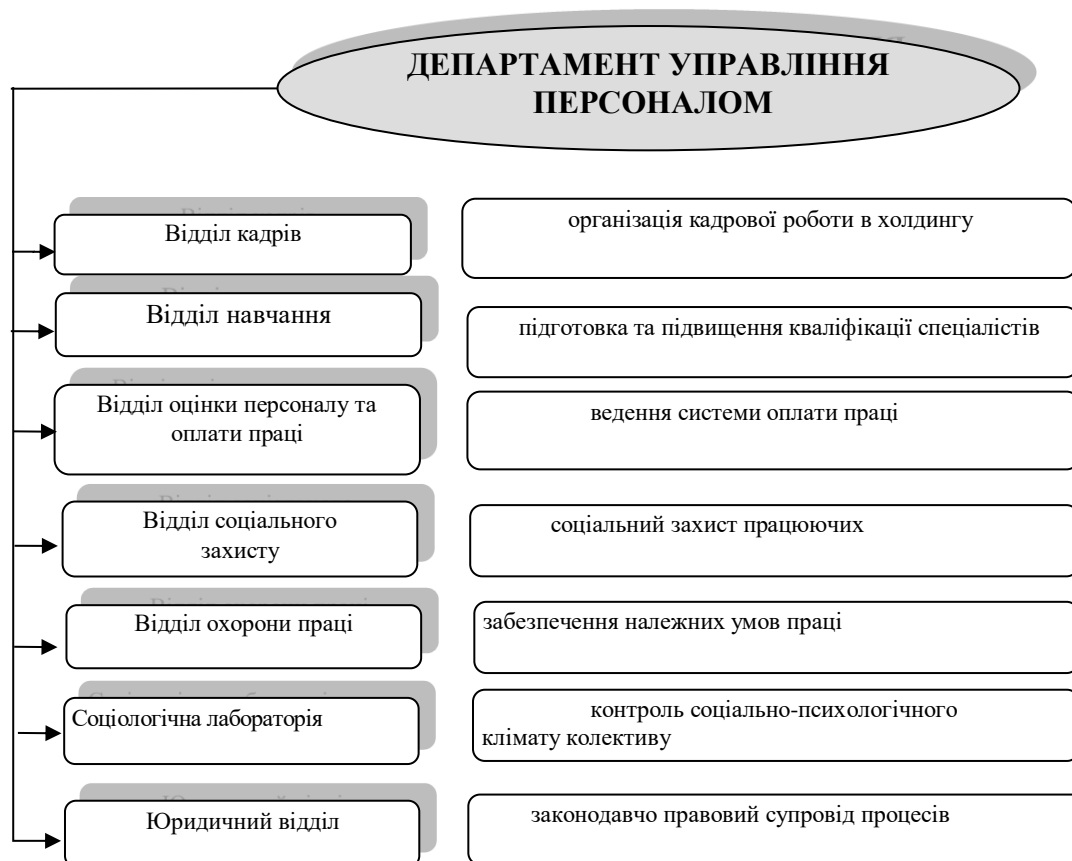 ДЕПАРТАМЕНТ УПРАВЛІННЯ
ПЕРСОНАЛОМ
Відділ кадрів
організація кадрової роботи в холдингу
Відділ навчання
підготовка та підвищення кваліфікації спеціалістів
Відділ оцінки персоналу та
оплати праці
ведення системи оплати праці
Відділ соціального
захисту
соціальний захист працюючих
Відділ охорони праці
забезпечення належних умов праці
Соціологічна лабораторія
контроль соціально-психологічного
клімату колективу
Юридичний відділ
законодавчо правовий супровід процесів